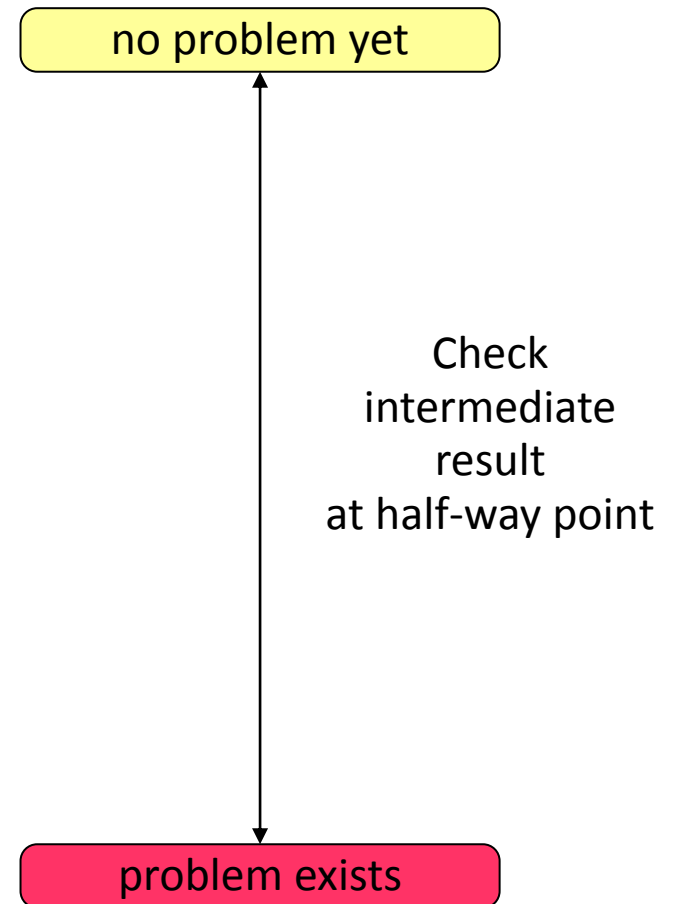 no problem yet
Check
intermediate
result
at half-way point
problem exists